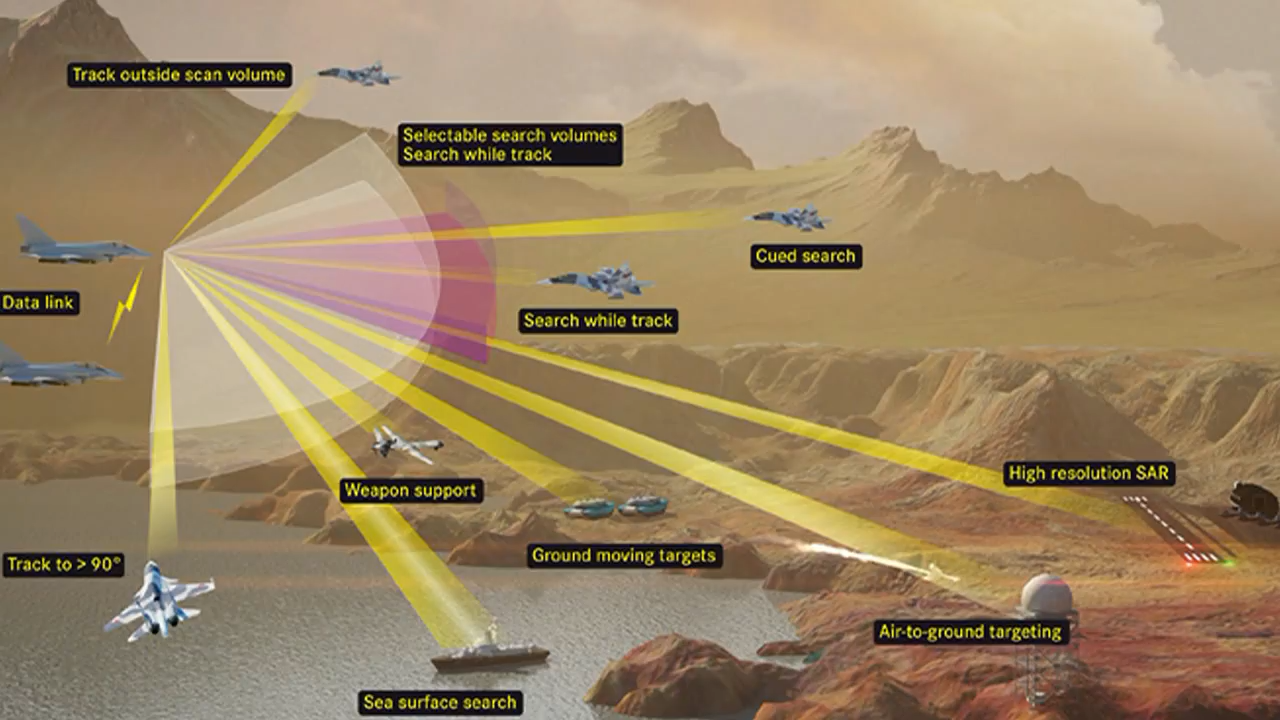 Track outside scan volume
Selectable search volumes
Search while track
Cued search
Data link
Search while track
High resolution SAR
Weapon support
Ground moving targets
Track to > 90°
Air-to-ground targeting
Sea surface search